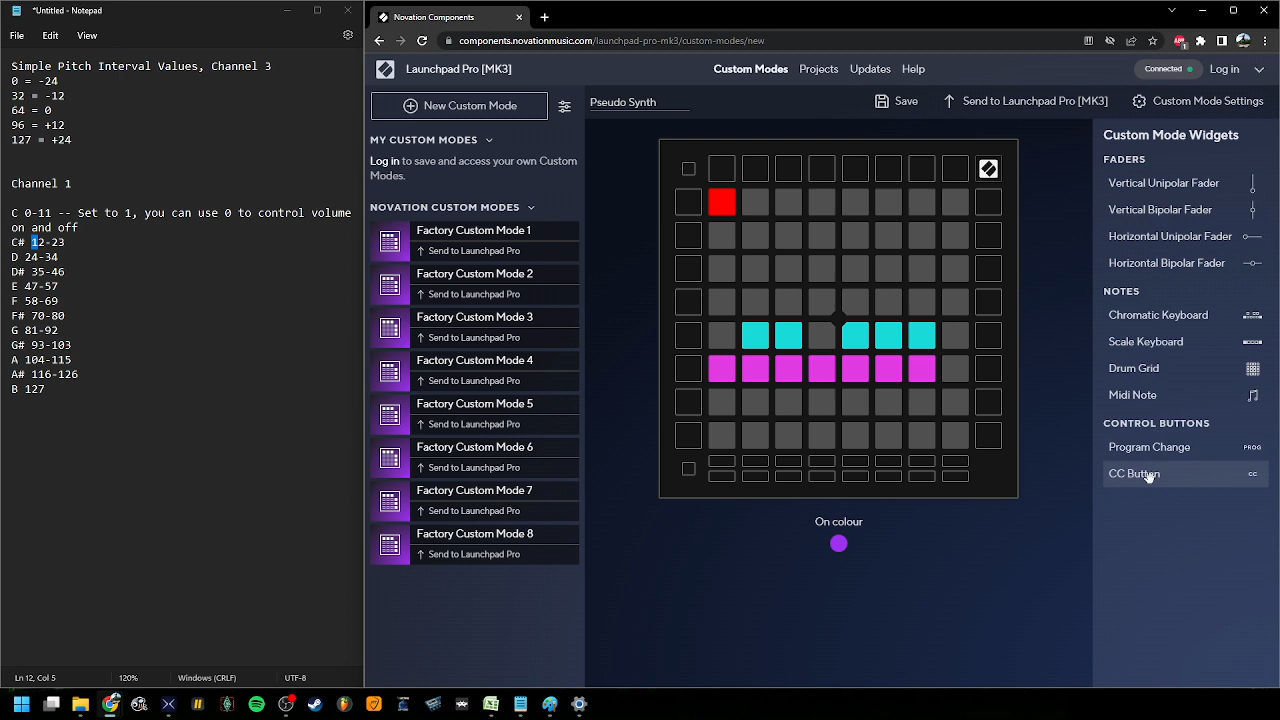 *Untitled - Notepad
File Edit View
Simple Pitch Interval Values, Channel 3
0 = -24
32 = -12
64 = 0
96 = +12
127 = +24
Channel 1
C 0-11 -- Set to 1, you can use 0 to control volume
on and off
C# 12-23
D 24-34
D# 35-46
E 47-57
F 58-69
F# 70-80
G 81-92
G# 93-103
A 104-115
A# 116-126
B 127
Ln 12, Col 5 120% Windows (CRLF) UTF-8
Novation Components
components.novationmusic.com/launchpad-pro-mk3/custom-modes/new
Launchpad Pro [MK3]
Custom Modes Projects Updates Help
Connected
Log in
New Custom Mode
MY CUSTOM MODES
Log in to save and access your own Custom
Modes.
NOVATION CUSTOM MODES
Factory Custom Mode 1
Send to Launchpad Pro
Factory Custom Mode 2
Send to Launchpad Pro
Factory Custom Mode 3
Send to Launchpad Pro
Factory Custom Mode 4
Send to Launchpad Pro
Factory Custom Mode 5
Send to Launchpad Pro
Factory Custom Mode 6
Send to Launchpad Pro
Factory Custom Mode 7
Send to Launchpad Pro
Factory Custom Mode 8
Send to Launchpad Pro
Pseudo Synth
Save
Send to Launchpad Pro [MK3]
Custom Mode Settings
On colour
Custom Mode Widgets
FADERS
Vertical Unipolar Fader
Vertical Bipolar Fader
Horizontal Unipolar Fader
Horizontal Bipolar Fader
NOTES
Chromatic Keyboard
Scale Keyboard
Drum Grid
Midi Note
CONTROL BUTTONS
Program Change PROG
CC Button CC